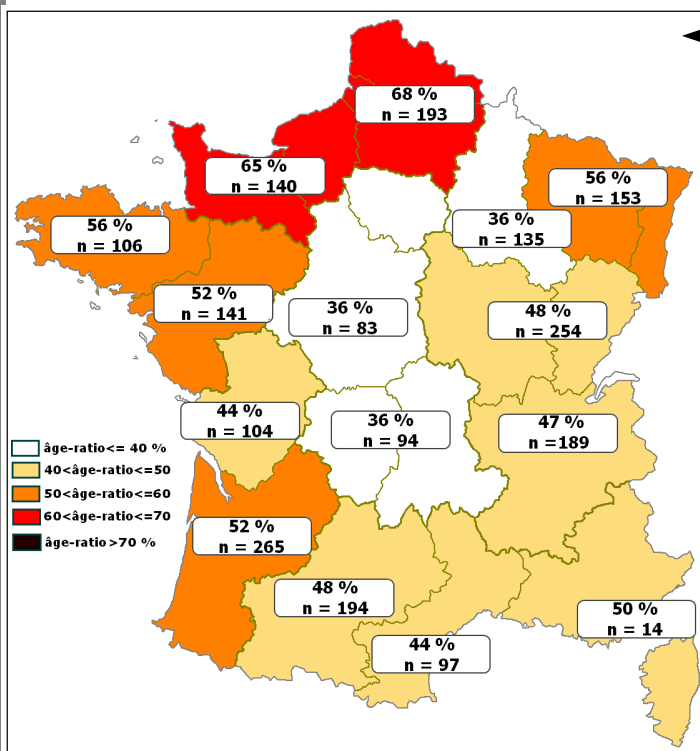 68 %
n = 193
65 %
n = 140
56 %
n = 153
56 %
n = 106
36 %
n = 135
52 %
n = 141
36 %
n = 83
48 %
n = 254
44 %
n = 104
36 %
n = 94
47 %
n =189
âge-ratio<= 40 %
40<âge-ratio<=50
50<âge-ratio<=60
60<âge-ratio<=70
âge-ratio>70 %
52 %
n = 265
48 %
n = 194
50 %
n = 14
44 %
n = 97